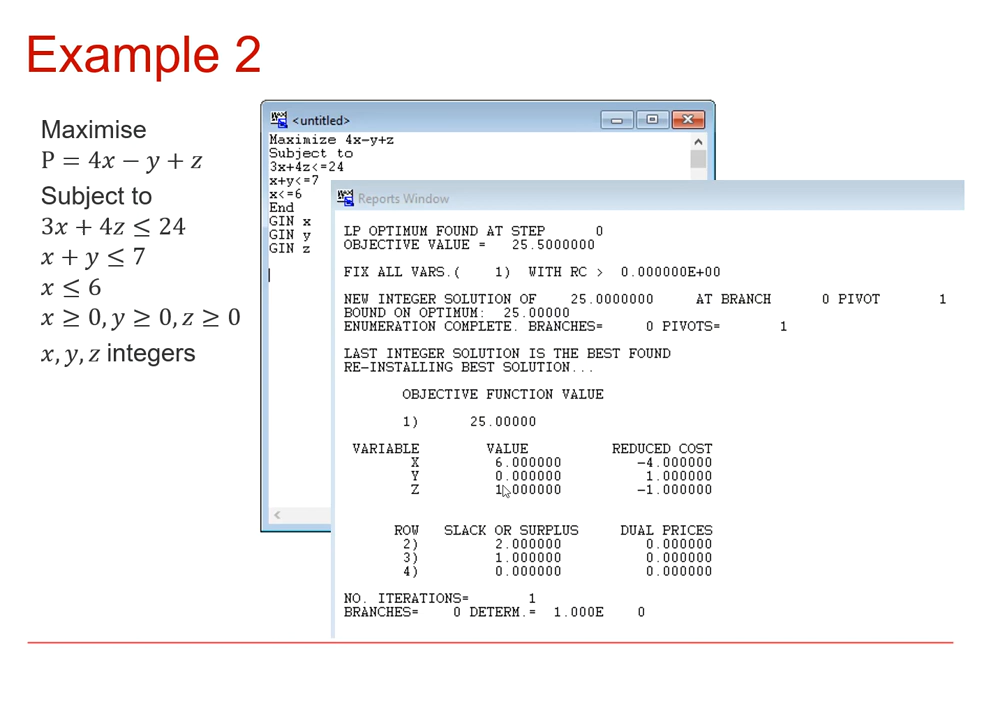 Example 2
Maximise
P = 4x − y + z
Subject to
3x + 4z ≤ 24
x + y ≤ 7
x ≤ 6
x ≥ 0, y ≥ 0, z ≥ 0
x, y, z integers
<untitled>
Maximize 4x-y+z
Subject to
3x+4z<=24
x+y<=7
x<=6
End
GIN x
GIN y
GIN z
Reports Window
LP OPTIMUM FOUND AT STEP 0
OBJECTIVE VALUE = 25.5000000
FIX ALL VARS.( 1) WITH RC > 0.000000E+00
NEW INTEGER SOLUTION OF 25.0000000 AT BRANCH 0 PIVOT 1
BOUND ON OPTIMUM: 25.00000
ENUMERATION COMPLETE. BRANCHES= 0 PIVOTS= 1
LAST INTEGER SOLUTION IS THE BEST FOUND
RE-INSTALLING BEST SOLUTION...
OBJECTIVE FUNCTION VALUE
1) 25.00000
VARIABLE VALUE REDUCED COST
X 6.000000 -4.000000
Y 0.000000 1.000000
Z 1.000000 -1.000000
ROW SLACK OR SURPLUS DUAL PRICES
2) 2.000000 0.000000
3) 1.000000 0.000000
4) 0.000000 0.000000
NO. ITERATIONS= 1
BRANCHES= 0 DETERM.= 1.000E 0